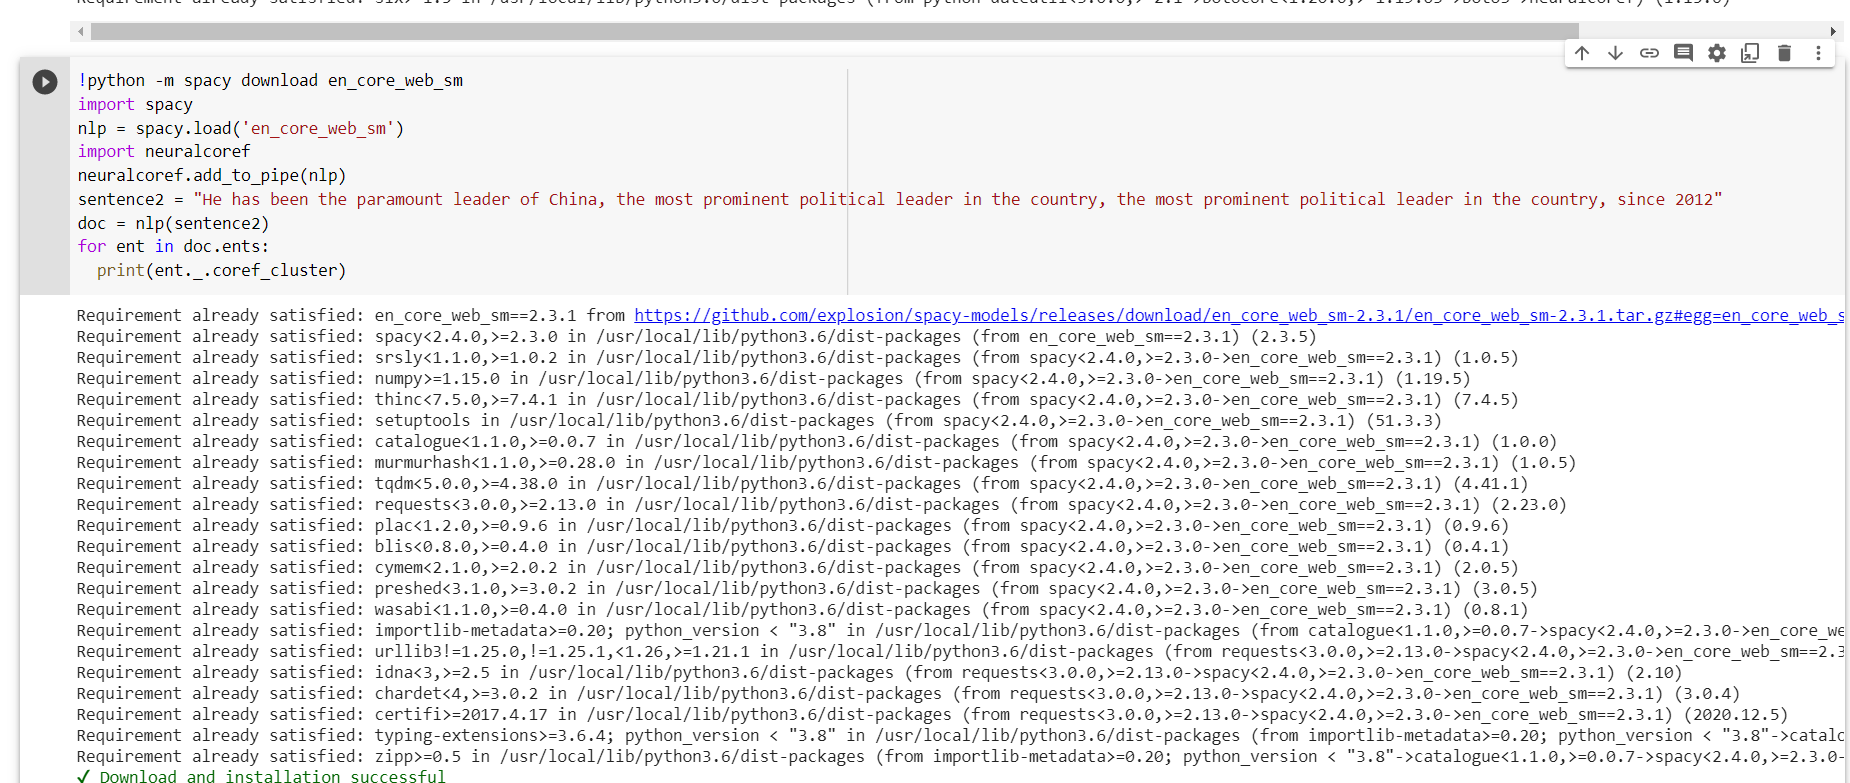 Requirement already satisfied: six>=1.5 in /usr/local/lib/python3.6/dist-packages (from python-dateutil<3.0.0,>=2.1->botocore<1.20.0,>=1.19.63->boto3->neuralcoref) (1.15.0)
!python -m spacy download en_core_web_sm
import spacy
nlp = spacy.load('en_core_web_sm')
import neuralcoref
neuralcoref.add_to_pipe(nlp)
sentence2 = "He has been the paramount leader of China, the most prominent political leader in the country, the most prominent political leader in the country, since 2012"
doc = nlp(sentence2)
for ent in doc.ents:
  print(ent._.coref_cluster)
Requirement already satisfied: en_core_web_sm==2.3.1 from https://github.com/explosion/spacy-models/releases/download/en_core_web_sm-2.3.1/en_core_web_sm-2.3.1.tar.gz#egg=en_core_web_s
Requirement already satisfied: spacy<2.4.0,>=2.3.0 in /usr/local/lib/python3.6/dist-packages (from en_core_web_sm==2.3.1) (2.3.5)
Requirement already satisfied: srsly<1.1.0,>=1.0.2 in /usr/local/lib/python3.6/dist-packages (from spacy<2.4.0,>=2.3.0->en_core_web_sm==2.3.1) (1.0.5)
Requirement already satisfied: numpy>=1.15.0 in /usr/local/lib/python3.6/dist-packages (from spacy<2.4.0,>=2.3.0->en_core_web_sm==2.3.1) (1.19.5)
Requirement already satisfied: thinc<7.5.0,>=7.4.1 in /usr/local/lib/python3.6/dist-packages (from spacy<2.4.0,>=2.3.0->en_core_web_sm==2.3.1) (7.4.5)
Requirement already satisfied: setuptools in /usr/local/lib/python3.6/dist-packages (from spacy<2.4.0,>=2.3.0->en_core_web_sm==2.3.1) (51.3.3)
Requirement already satisfied: catalogue<1.1.0,>=0.0.7 in /usr/local/lib/python3.6/dist-packages (from spacy<2.4.0,>=2.3.0->en_core_web_sm==2.3.1) (1.0.0)
Requirement already satisfied: murmurhash<1.1.0,>=0.28.0 in /usr/local/lib/python3.6/dist-packages (from spacy<2.4.0,>=2.3.0->en_core_web_sm==2.3.1) (1.0.5)
Requirement already satisfied: tqdm<5.0.0,>=4.38.0 in /usr/local/lib/python3.6/dist-packages (from spacy<2.4.0,>=2.3.0->en_core_web_sm==2.3.1) (4.41.1)
Requirement already satisfied: requests<3.0.0,>=2.13.0 in /usr/local/lib/python3.6/dist-packages (from spacy<2.4.0,>=2.3.0->en_core_web_sm==2.3.1) (2.23.0)
Requirement already satisfied: plac<1.2.0,>=0.9.6 in /usr/local/lib/python3.6/dist-packages (from spacy<2.4.0,>=2.3.0->en_core_web_sm==2.3.1) (0.9.6)
Requirement already satisfied: blis<0.8.0,>=0.4.0 in /usr/local/lib/python3.6/dist-packages (from spacy<2.4.0,>=2.3.0->en_core_web_sm==2.3.1) (0.4.1)
Requirement already satisfied: cymem<2.1.0,>=2.0.2 in /usr/local/lib/python3.6/dist-packages (from spacy<2.4.0,>=2.3.0->en_core_web_sm==2.3.1) (2.0.5)
Requirement already satisfied: preshed<3.1.0,>=3.0.2 in /usr/local/lib/python3.6/dist-packages (from spacy<2.4.0,>=2.3.0->en_core_web_sm==2.3.1) (3.0.5)
Requirement already satisfied: wasabi<1.1.0,>=0.4.0 in /usr/local/lib/python3.6/dist-packages (from spacy<2.4.0,>=2.3.0->en_core_web_sm==2.3.1) (0.8.1)
Requirement already satisfied: importlib-metadata>=0.20; python_version < "3.8" in /usr/local/lib/python3.6/dist-packages (from catalogue<1.1.0,>=0.0.7->spacy<2.4.0,>=2.3.0->en_core_we
Requirement already satisfied: urllib3!=1.25.0,!=1.25.1,<1.26,>=1.21.1 in /usr/local/lib/python3.6/dist-packages (from requests<3.0.0,>=2.13.0->spacy<2.4.0,>=2.3.0->en_core_web_sm==2.3
Requirement already satisfied: idna<3,>=2.5 in /usr/local/lib/python3.6/dist-packages (from requests<3.0.0,>=2.13.0->spacy<2.4.0,>=2.3.0->en_core_web_sm==2.3.1) (2.10)
Requirement already satisfied: chardet<4,>=3.0.2 in /usr/local/lib/python3.6/dist-packages (from requests<3.0.0,>=2.13.0->spacy<2.4.0,>=2.3.0->en_core_web_sm==2.3.1) (3.0.4)
Requirement already satisfied: certifi>=2017.4.17 in /usr/local/lib/python3.6/dist-packages (from requests<3.0.0,>=2.13.0->spacy<2.4.0,>=2.3.0->en_core_web_sm==2.3.1) (2020.12.5)
Requirement already satisfied: typing-extensions>=3.6.4; python_version < "3.8" in /usr/local/lib/python3.6/dist-packages (from importlib-metadata>=0.20; python_version < "3.8"->catalo
Requirement already satisfied: zipp>=0.5 in /usr/local/lib/python3.6/dist-packages (from importlib-metadata>=0.20; python_version < "3.8"->catalogue<1.1.0,>=0.0.7->spacy<2.4.0,>=2.3.0-
✔ Download and installation successful